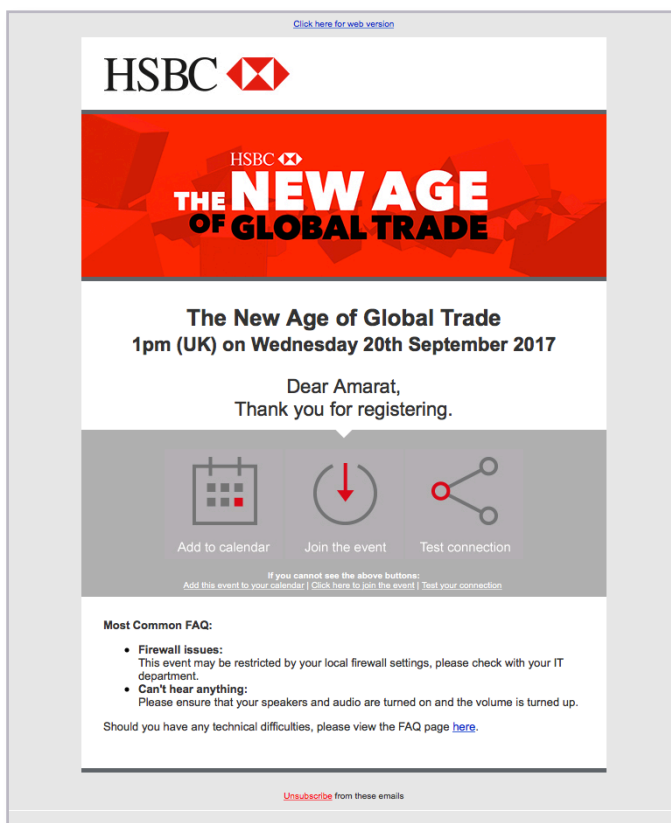 Click here for web version
HSBC
HSBC
THE NEW AGE
OF GLOBAL TRADE
The New Age of Global Trade
1pm (UK) on Wednesday 20th September 2017
Dear Amarat,
Thank you for registering.
Add to calendar
Join the event
Test connection
If you cannot see the above buttons:
Add this event to your calendar | Click here to join the event | Test your connection
Most Common FAQ:
• Firewall issues:
This event may be restricted by your local firewall settings, please check with your IT
department.
• Can't hear anything:
Please ensure that your speakers and audio are turned on and the volume is turned up.
Should you have any technical difficulties, please view the FAQ page here.
Unsubscribe from these emails